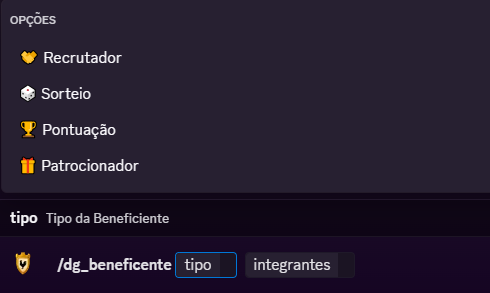 OPÇÕES
Recrutador
Sorteio
Pontuação
Patrocionador
tipo Tipo da Beneficiente
/dg_beneficente tipo integrantes